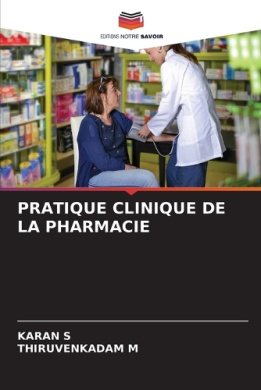 EDITIONS NOTRE SAVOIR
PRATIQUE CLINIQUE DE
LA PHARMACIE
KARAN S
THIRUVENKADAM M